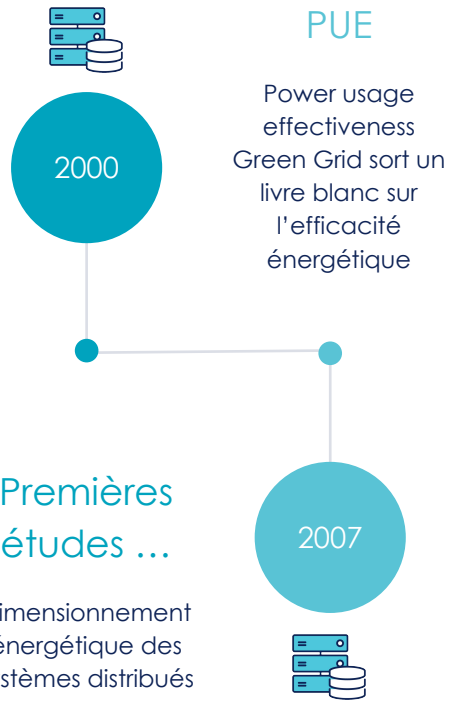 2000
PUE
Power usage
effectiveness
Green Grid sort un
livre blanc sur
l'efficacité
énergétique
Premières
études …
imensionnement
énergétique des
stèmes distribués
2007